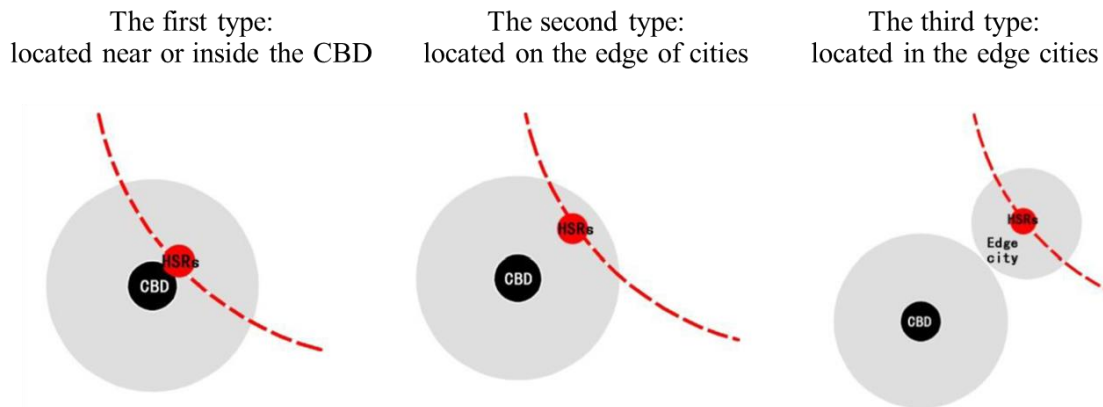 The first type:
located near or inside the CBD
The second type:
located on the edge of cities
The third type:
located in the edge cities
HSRs
CBD
HSRs
CBD
HSRs
Edge
city
CBD